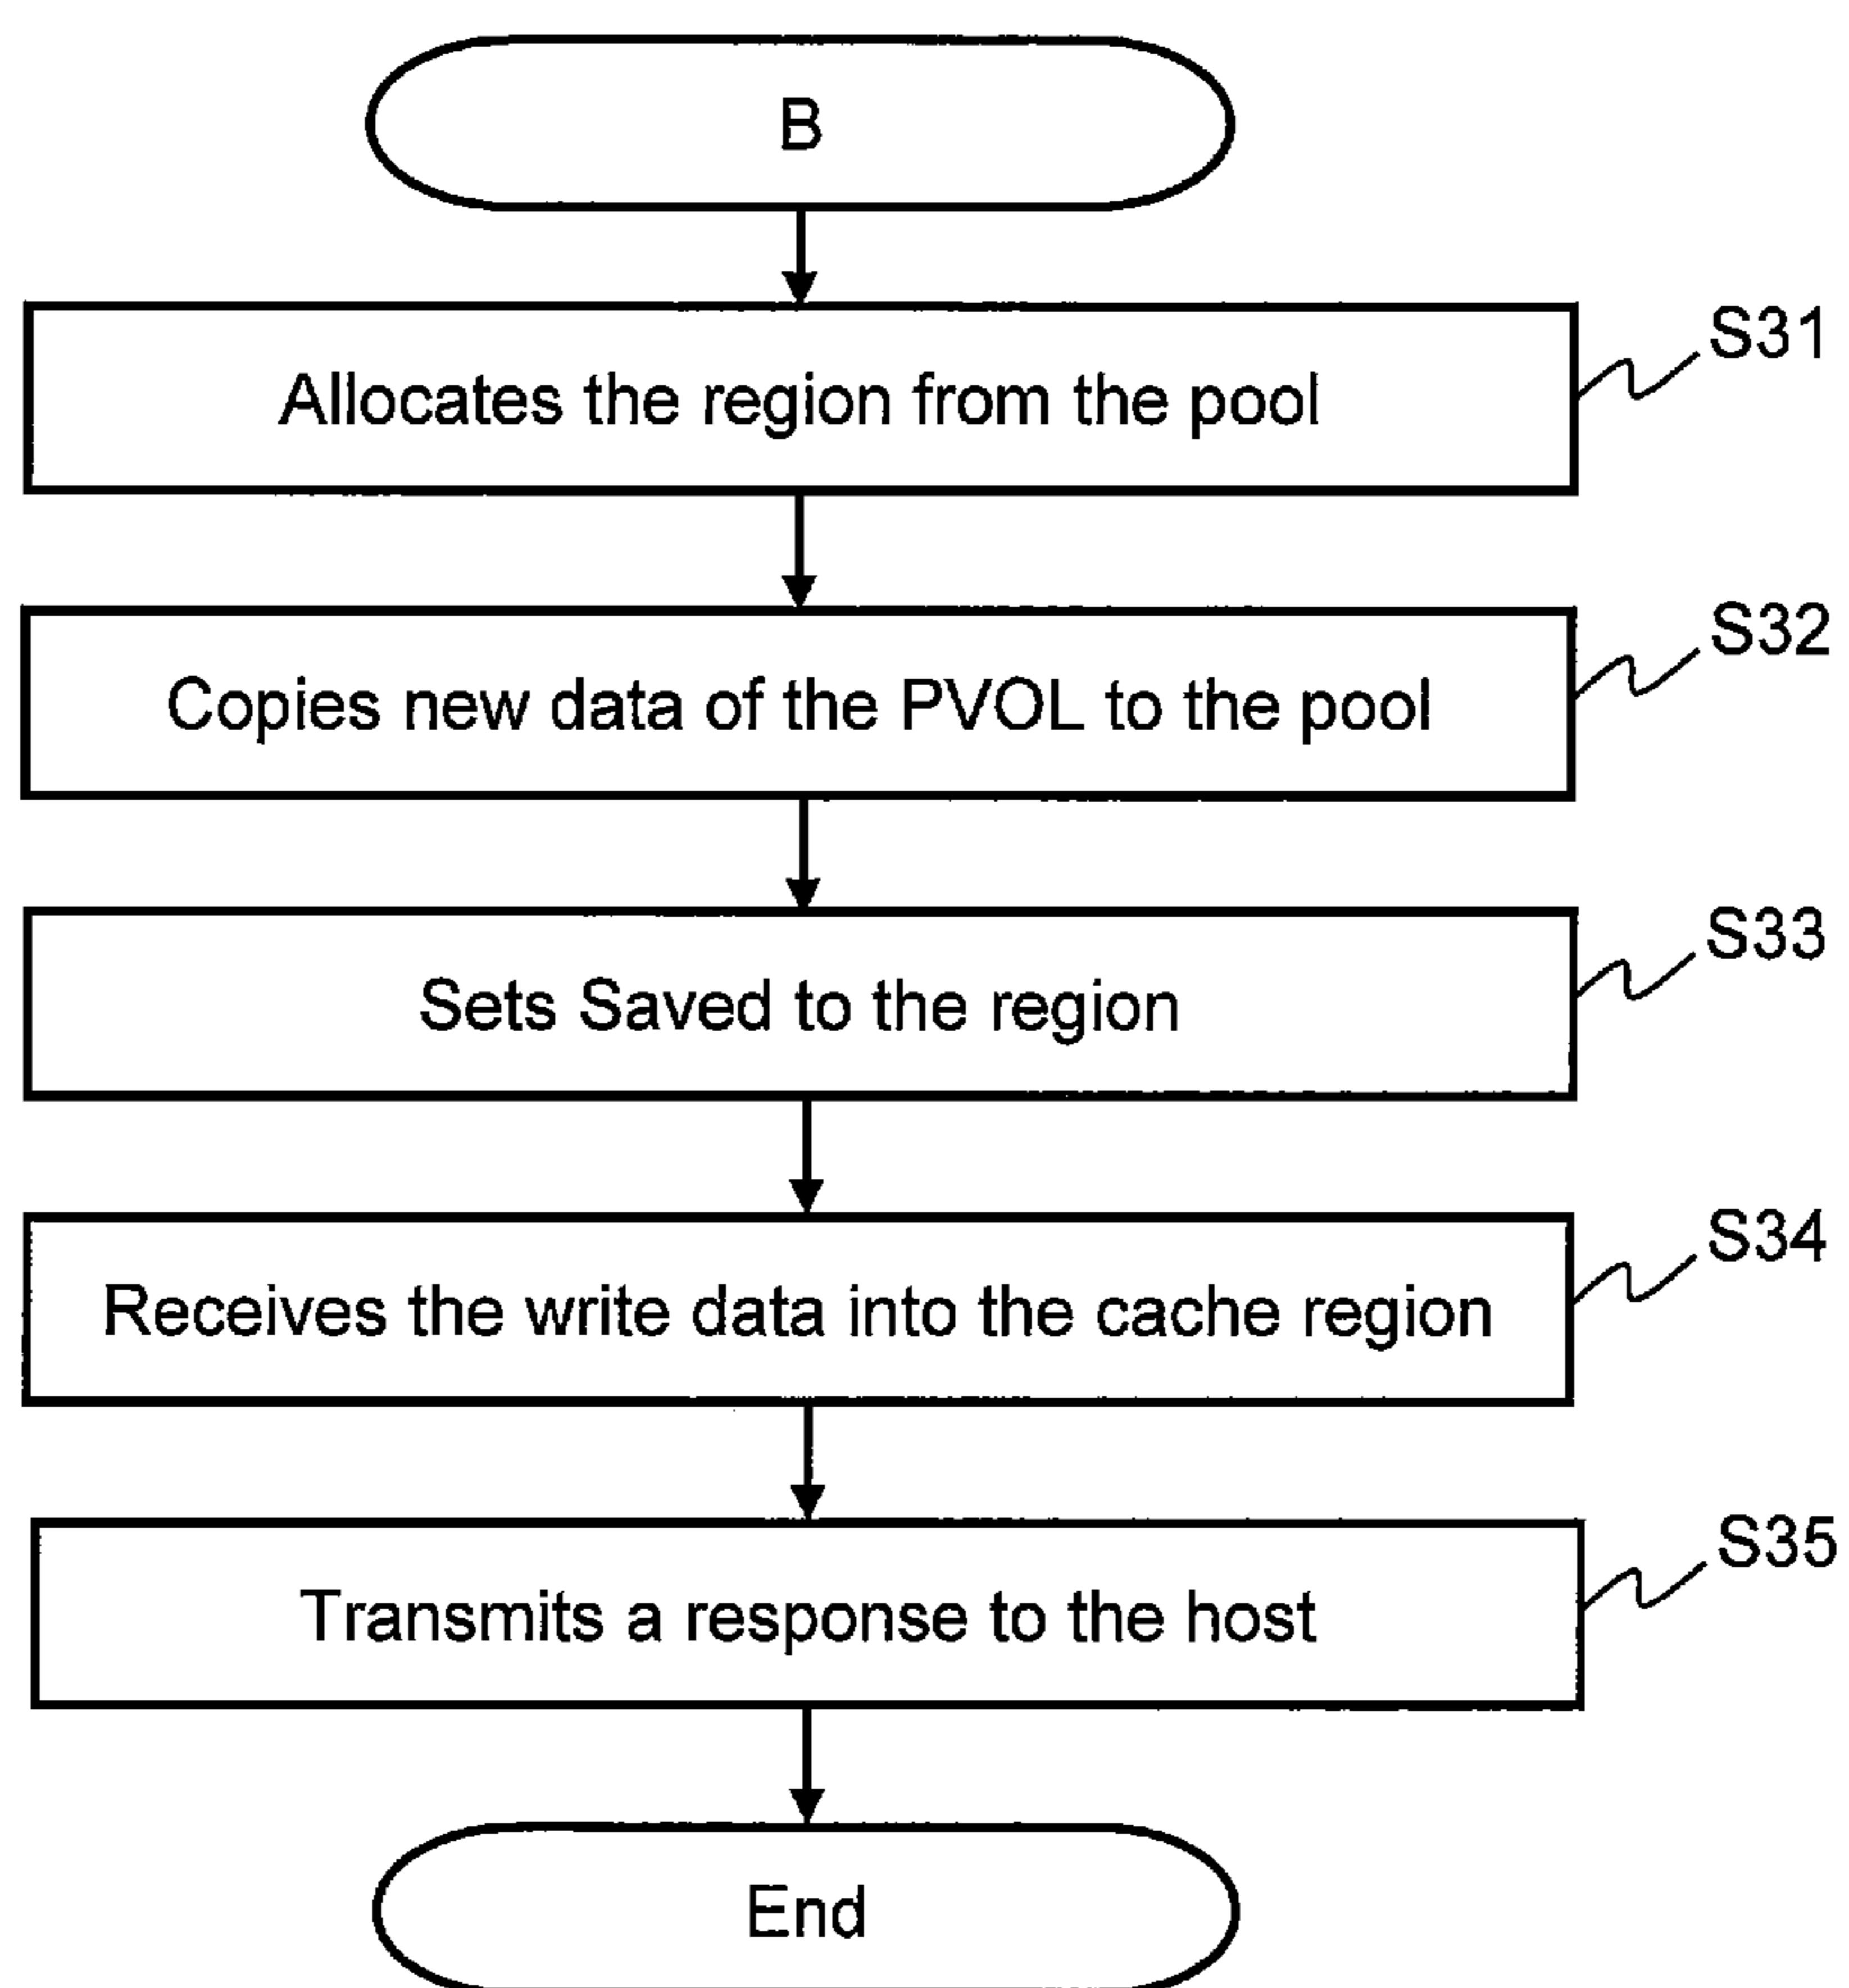 B
Allocates the region from the pool
S31
Copies new data of the PVOL to the pool
S32
Sets Saved to the region
S33
Receives the write data into the cache region
S34
Transmits a response to the host
S35
End